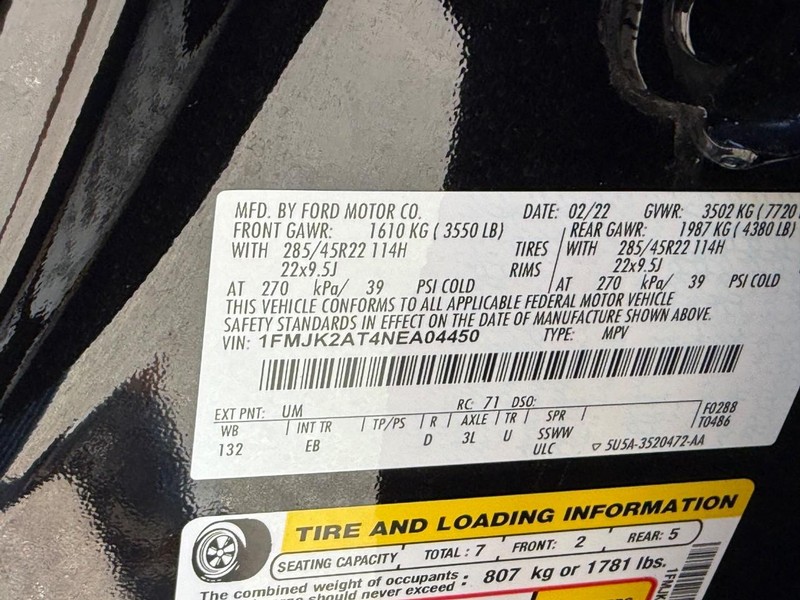 MFD. BY FORD MOTOR CO. DATE: 02/22 GVWR: 3502 KG ( 7720
FRONT GAWR: 1610 KG ( 3550 LB) REAR GAWR: 1987 KG ( 4380 LB)
WITH 285/45R22 114H TIRES WITH 285/45R22 114H
22x9.5J RIMS 22x9.5J
AT 270 kPa/ 39 PSI COLD AT 270 kPa/ 39 PSI COLD
THIS VEHICLE CONFORMS TO ALL APPLICABLE FEDERAL MOTOR VEHICLE
SAFETY STANDARDS IN EFFECT ON THE DATE OF MANUFACTURE SHOWN ABOVE.
VIN: 1FMJK2AT4NEA04450 TYPE: MPV
EXT PNT: UM RC: 71 DSO: F0288
WB INT TR TP/PS R AXLE TR SPR T0486
132 EB D 3L U SSWW
ULC 5U5A-3520472-AA
TIRE AND LOADING INFORMATION
SEATING CAPACITY TOTAL : 7 FRONT: 2 REAR: 5
The combined weight of occupants : 807 kg or 1781 lbs.
should never exceed